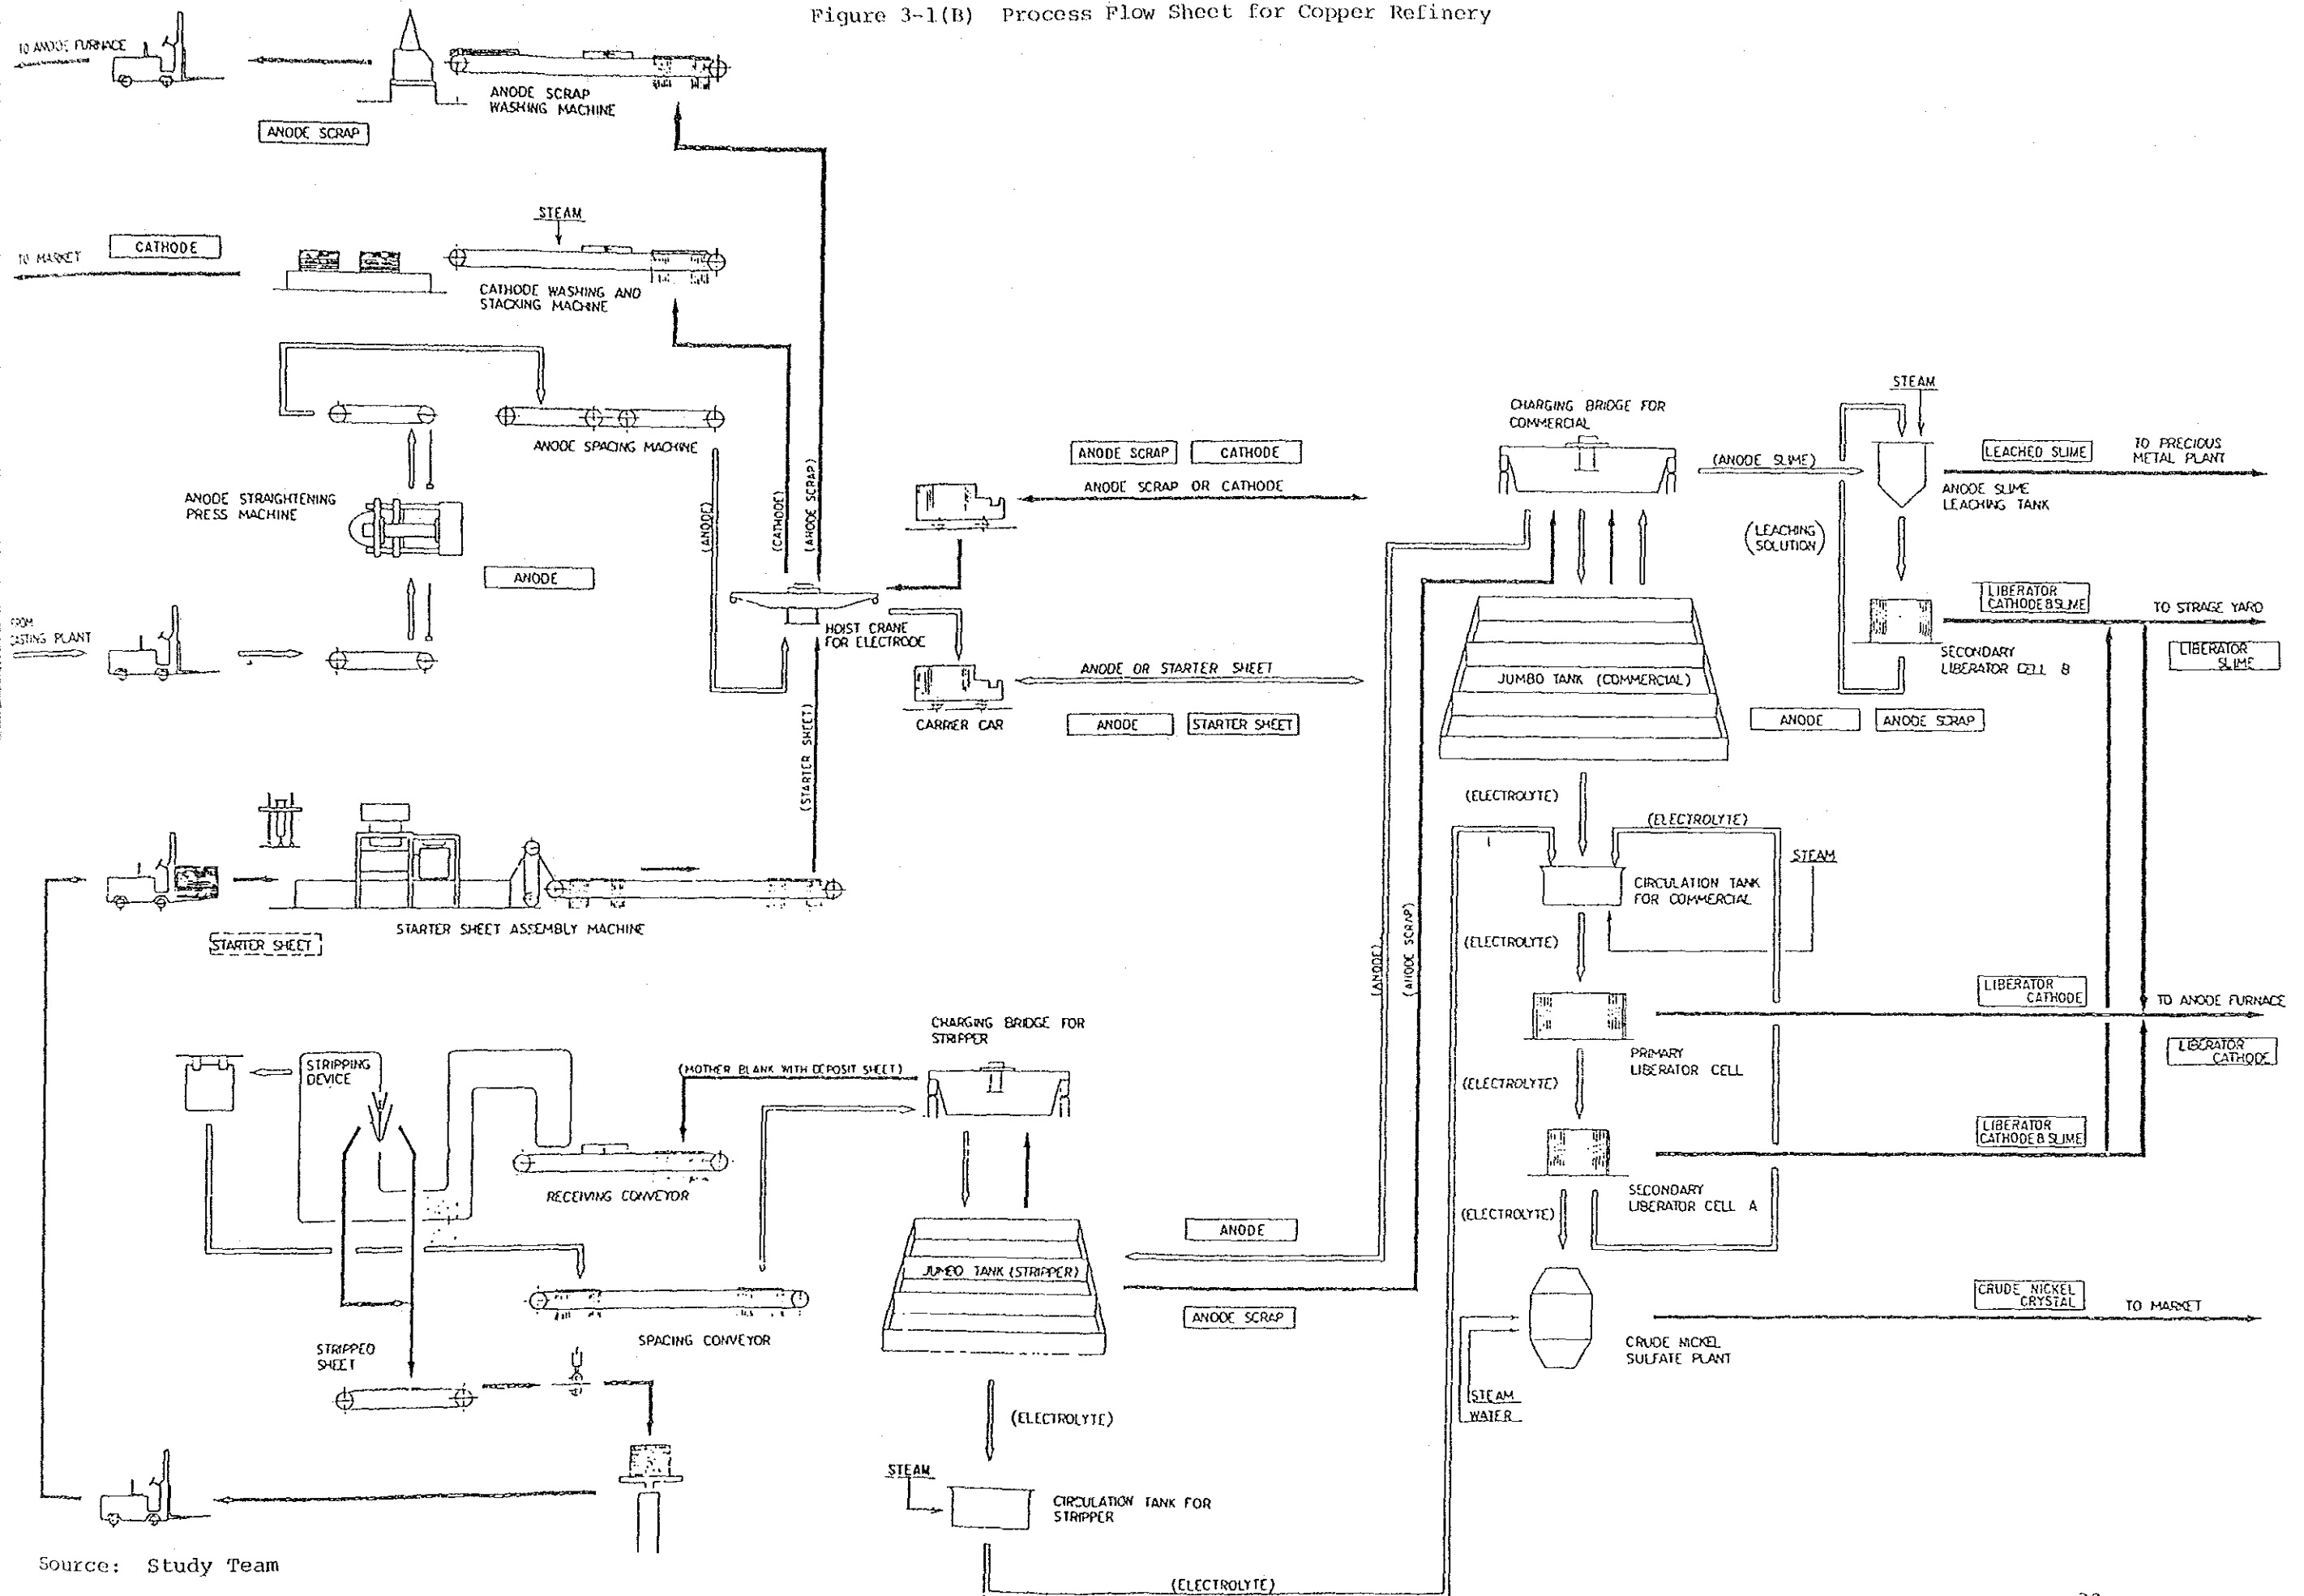 Figure 3-1(B) Process Flow Sheet for Copper Refinery
TO ANODE FURNACE
ANODE SCRAP
WASHING MACHINE
ANODE SCRAP
STEAM
TO MARKET
CATHODE
CATHODE WASHING AND
STACKING MACHINE
ANODE SPACING MACHINE
ANODE STRAIGHTENING
PRESS MACHINE
ANODE
(ANODE)
(CATHODE)
(ANODE SCRAP)
FROM
CASTING PLANT
HOIST CRANE
FOR ELECTRODE
ANODE SCRAP
CATHODE
ANODE SCRAP OR CATHODE
ANODE OR STARTER SHEET
CARRIER CAR
ANODE
STARTER SHEET
(STARTER SHEET)
STARTER SHEET
STARTER SHEET ASSEMBLY MACHINE
CHARGING BRIDGE FOR
COMMERCIAL
(ANODE SLIME)
STEAM
LEACHED SLIME
TO PRECIOUS
METAL PLANT
ANODE SLIME
LEACHING TANK
(LEACHING
SOLUTION)
LIBERATOR
CATHODE&SLIME
TO STRAGE YARD
SECONDARY
LIBERATOR CELL B
LIBERATOR
SLIME
JUMBO TANK (COMMERCIAL)
ANODE
ANODE SCRAP
(ELECTROLYTE)
(ELECTROLYTE)
STEAM
CIRCULATION TANK
FOR COMMERCIAL
(ELECTROLYTE)
(ANODE)
(ANODE SCRAP)
LIBERATOR
CATHODE
TO ANODE FURNACE
PRIMARY
LIBERATOR CELL
LIBERATOR
CATHODE
(ELECTROLYTE)
LIBERATOR
CATHODE&SLIME
SECONDARY
LIBERATOR CELL A
(ELECTROLYTE)
CRUDE NICKEL
CRYSTAL
TO MARKET
CRUDE NICKEL
SULFATE PLANT
STEAM
WATER
CHARGING BRIDGE FOR
STRIPPER
(MOTHER BLANK WITH DEPOSIT SHEET)
STRIPPING
DEVICE
RECEIVING CONVEYOR
ANODE
JUMBO TANK (STRIPPER)
ANODE SCRAP
SPACING CONVEYOR
STRIPPED
SHEET
(ELECTROLYTE)
STEAM
CIRCULATION TANK FOR
STRIPPER
(ELECTROLYTE)
Source: Study Team